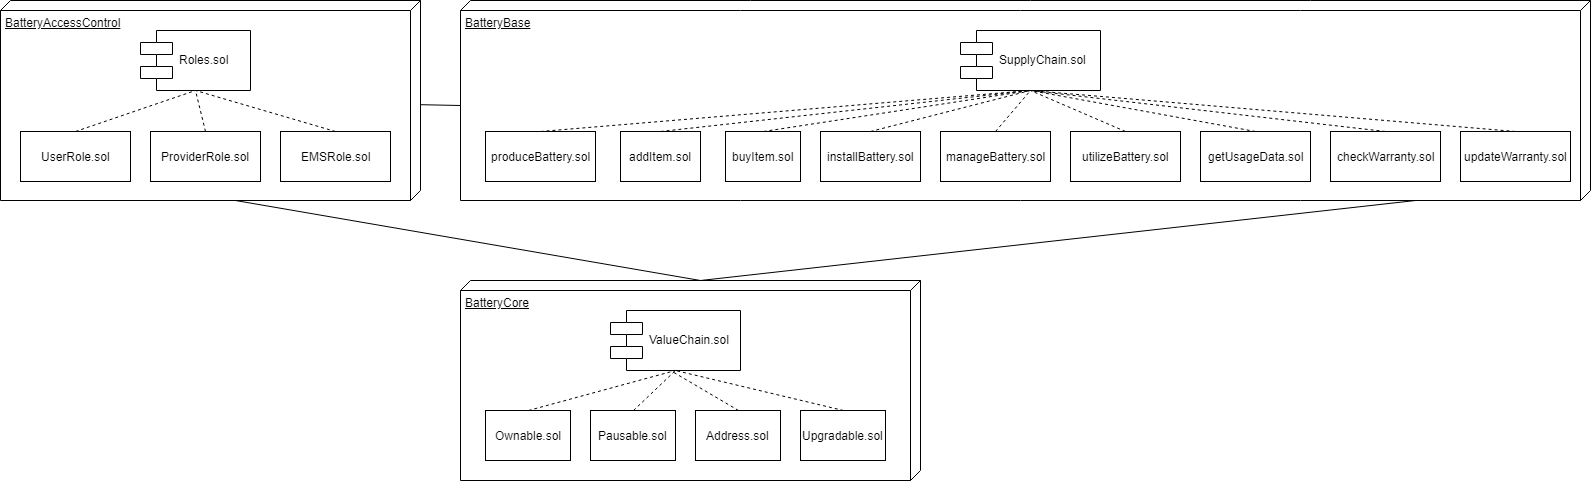 BatteryAccessControl
Roles.sol
UserRole.sol
ProviderRole.sol
EMSRole.sol
BatteryBase
SupplyChain.sol
produceBattery.sol
addItem.sol
buyItem.sol
installBattery.sol
manageBattery.sol
utilizeBattery.sol
getUsageData.sol
checkWarranty.sol
updateWarranty.sol
BatteryCore
ValueChain.sol
Ownable.sol
Pausable.sol
Address.sol
Upgradable.sol